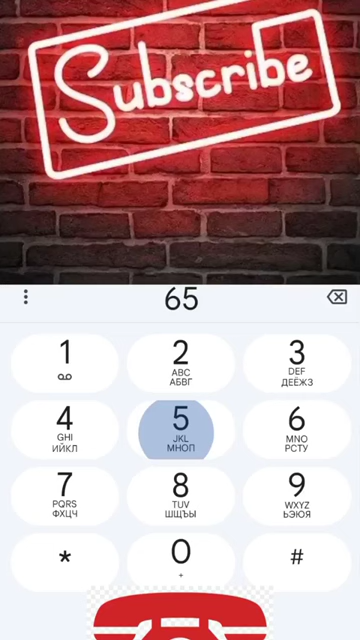 Subscribe
65
1
2
ABC
АБВГ
3
DEF
ДЕЁЖЗ
4
GHI
ИЙКЛ
5
JKL
МНОП
6
MNO
РСТУ
7
PQRS
ФХЦЧ
8
TUV
ШЩЪЫ
9
WXYZ
ЬЭЮЯ
*
0
+
#